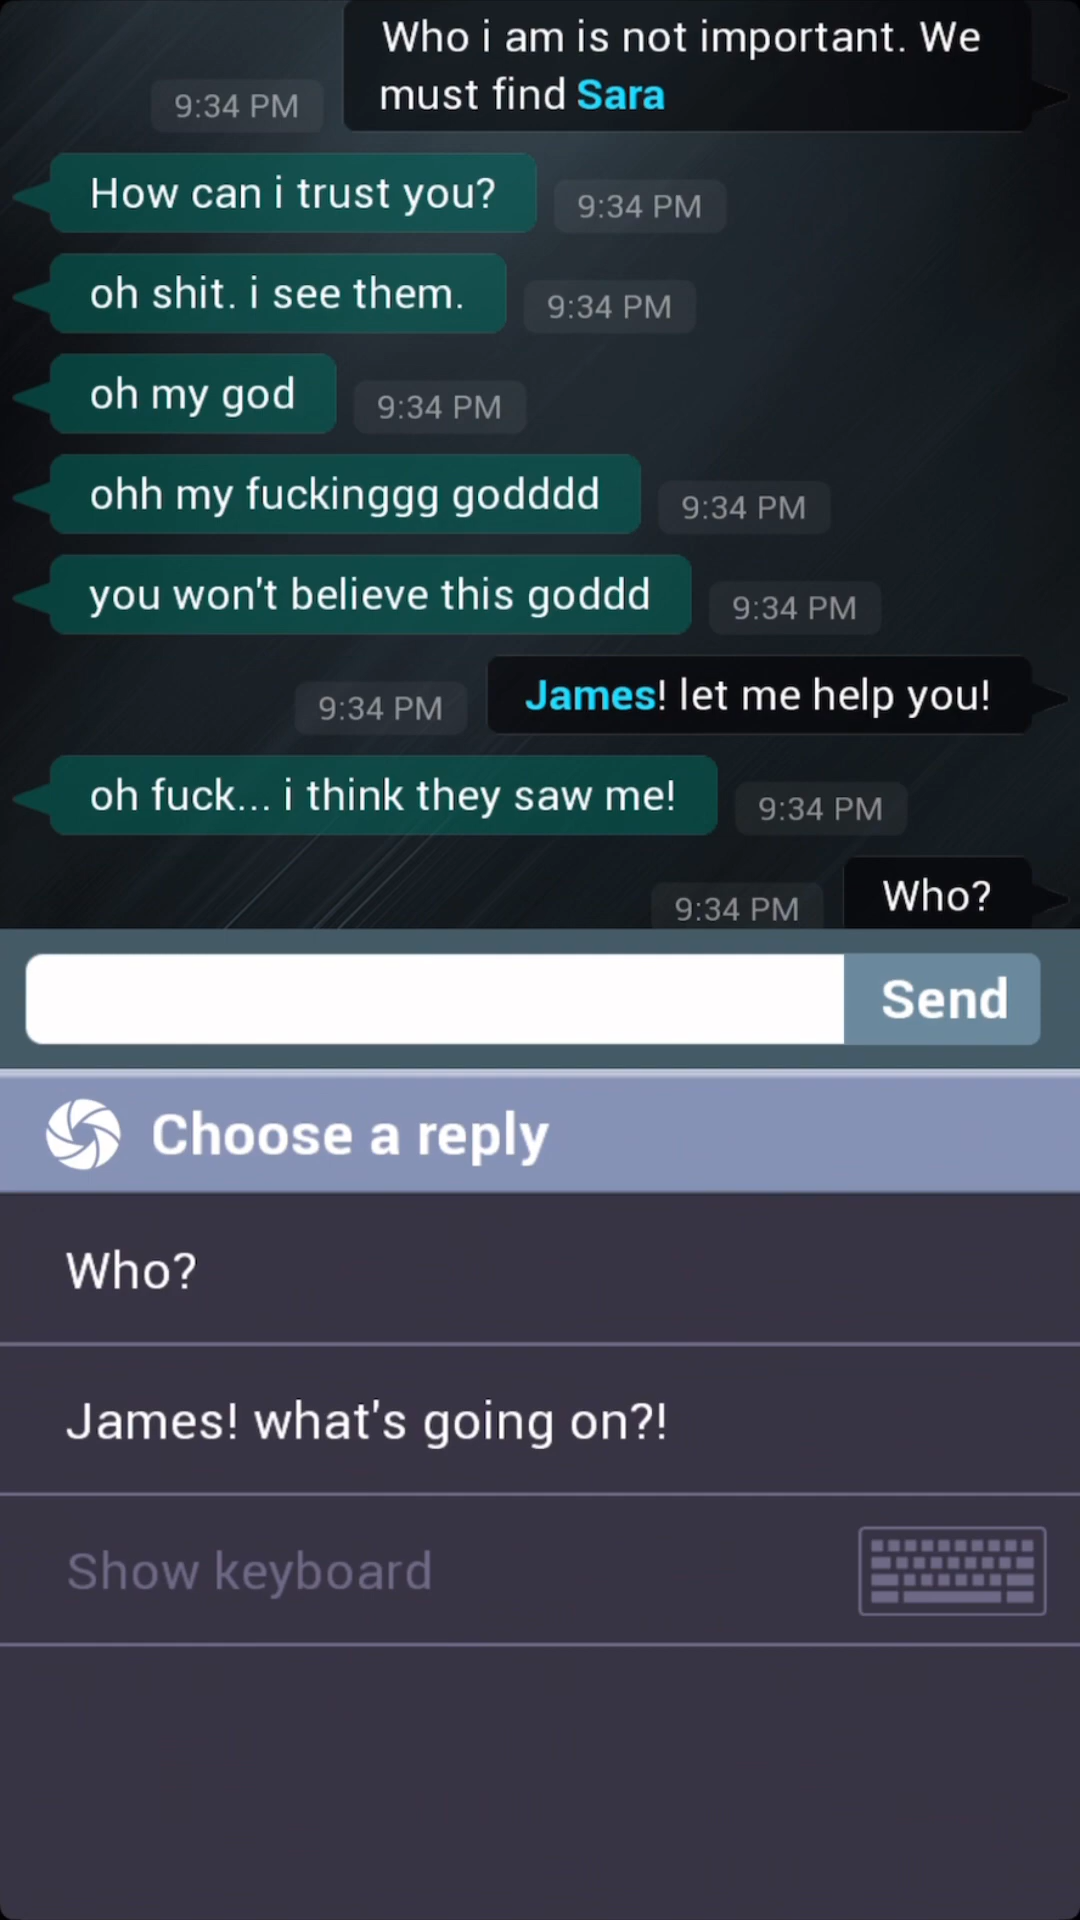 Who i am is not important. We
must find Sara
9:34 PM
How can i trust you?
9:34 PM
oh shit. i see them.
9:34 PM
oh my god
9:34 PM
ohh my fuckinggg godddd
9:34 PM
you won't believe this goddd
9:34 PM
James! let me help you!
9:34 PM
oh fuck... i think they saw me!
9:34 PM
Who?
9:34 PM
Send
Choose a reply
Who?
James! what's going on?!
Show keyboard